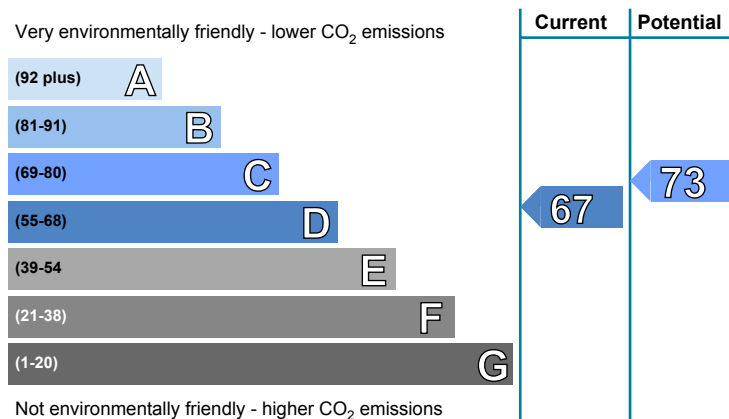 Very environmentally friendly - lower CO2 emissions
Current
Potential
(92 plus) A
(81-91) B
(69-80) C
(55-68) D
(39-54 E
(21-38) F
(1-20) G
67
73
Not environmentally friendly - higher CO2 emissions